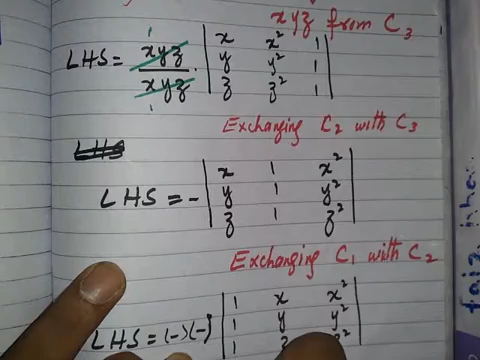 xyz from C3
LHS = xyz/xyz . | x x² 1 |
| y y² 1 |
| z z² 1 |
Exchanging C2 with C3
LHS
LHS = - | x 1 x² |
| y 1 y² |
| z 1 z² |
Exchanging C1 with C2
LHS = (-)(-) | 1 x x² |
| 1 y y² |